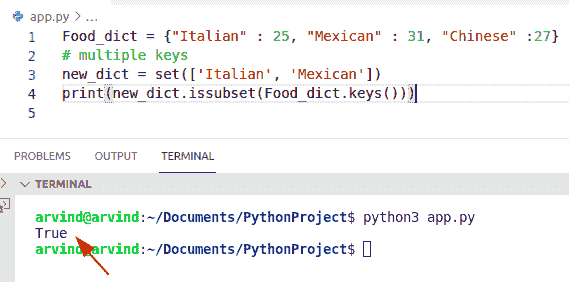 app.py > ...
1 Food_dict = {"Italian" : 25, "Mexican" : 31, "Chinese" :27}
2 # multiple keys
3 new_dict = set(['Italian', 'Mexican'])
4 print(new_dict.issubset(Food_dict.keys()))
5
PROBLEMS OUTPUT TERMINAL
TERMINAL
arvind@arvind:~/Documents/PythonProject$ python3 app.py
True
arvind@arvind:~/Documents/PythonProject$